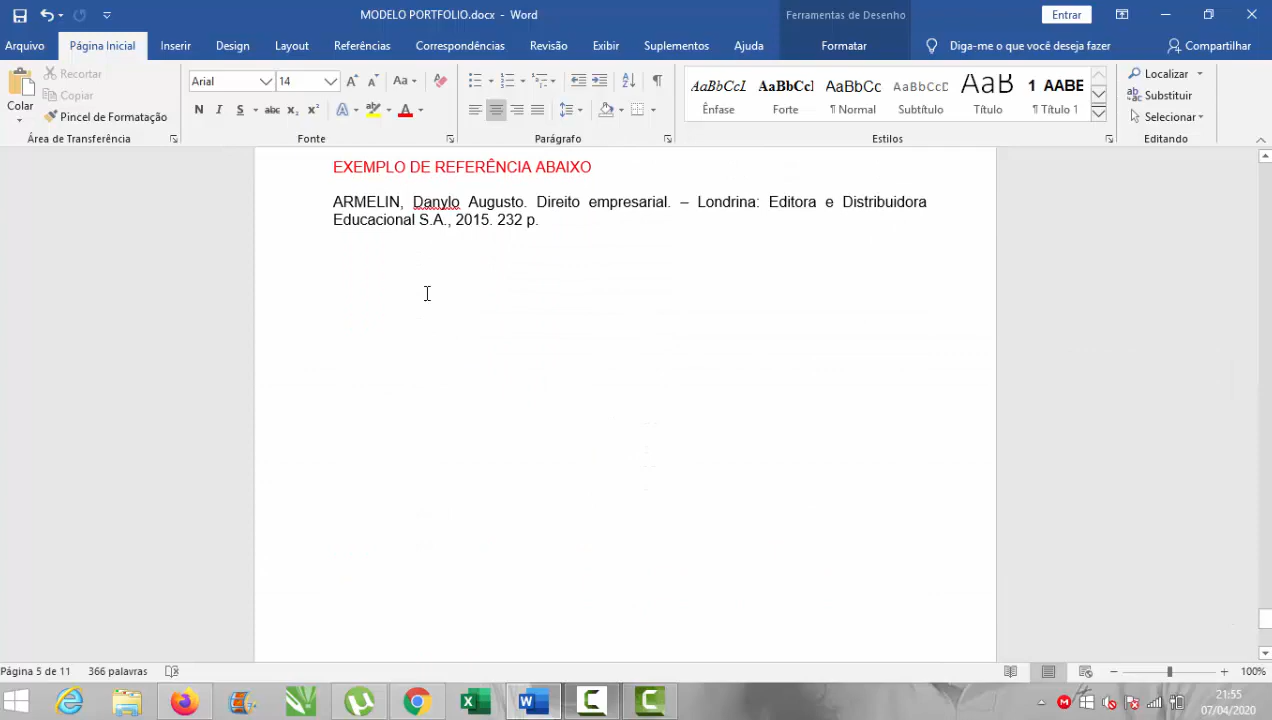 MODELO PORTFOLIO.docx - Word
Ferramentas de Desenho
Entrar
Arquivo
Página Inicial
Inserir
Design
Layout
Referências
Correspondências
Revisão
Exibir
Suplementos
Ajuda
Formatar
Diga-me o que você deseja fazer
Compartilhar
Colar
Recortar
Copiar
Pincel de Formatação
Área de Transferência
Arial
14
Fonte
Parágrafo
AaBbCcI
Ênfase
AaBbCc
Forte
AaBbCc
¶ Normal
AaBbCcD
Subtítulo
AaB
Título
1 AABE
¶ Título 1
Estilos
Localizar
Substituir
Selecionar
Editando
EXEMPLO DE REFERÊNCIA ABAIXO
ARMELIN, Danylo Augusto. Direito empresarial. – Londrina: Editora e Distribuidora
Educacional S.A., 2015. 232 p.
Página 5 de 11
366 palavras
100%
21:55
07/04/2020